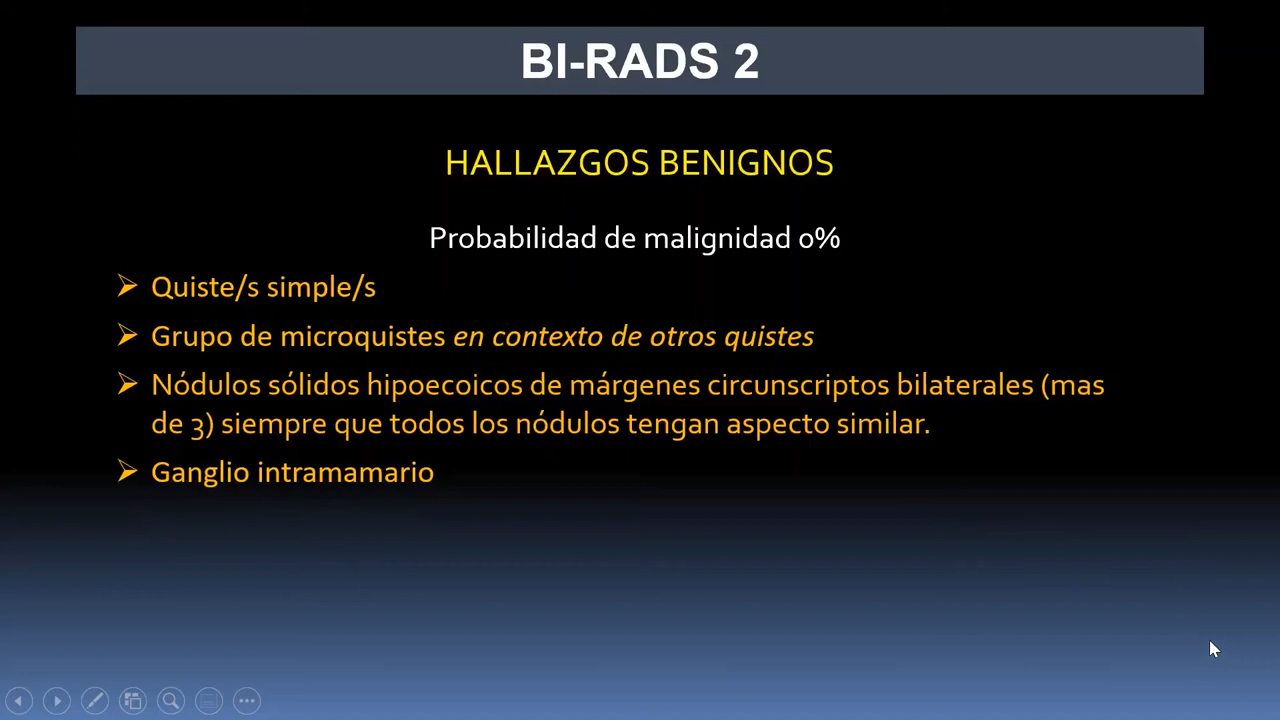 BI-RADS 2
HALLAZGOS BENIGNOS
Probabilidad de malignidad 0%
Quiste/s simple/s
Grupo de microquistes en contexto de otros quistes
Nódulos sólidos hipoecoicos de márgenes circunscriptos bilaterales (mas
de 3) siempre que todos los nódulos tengan aspecto similar.
Ganglio intramamario